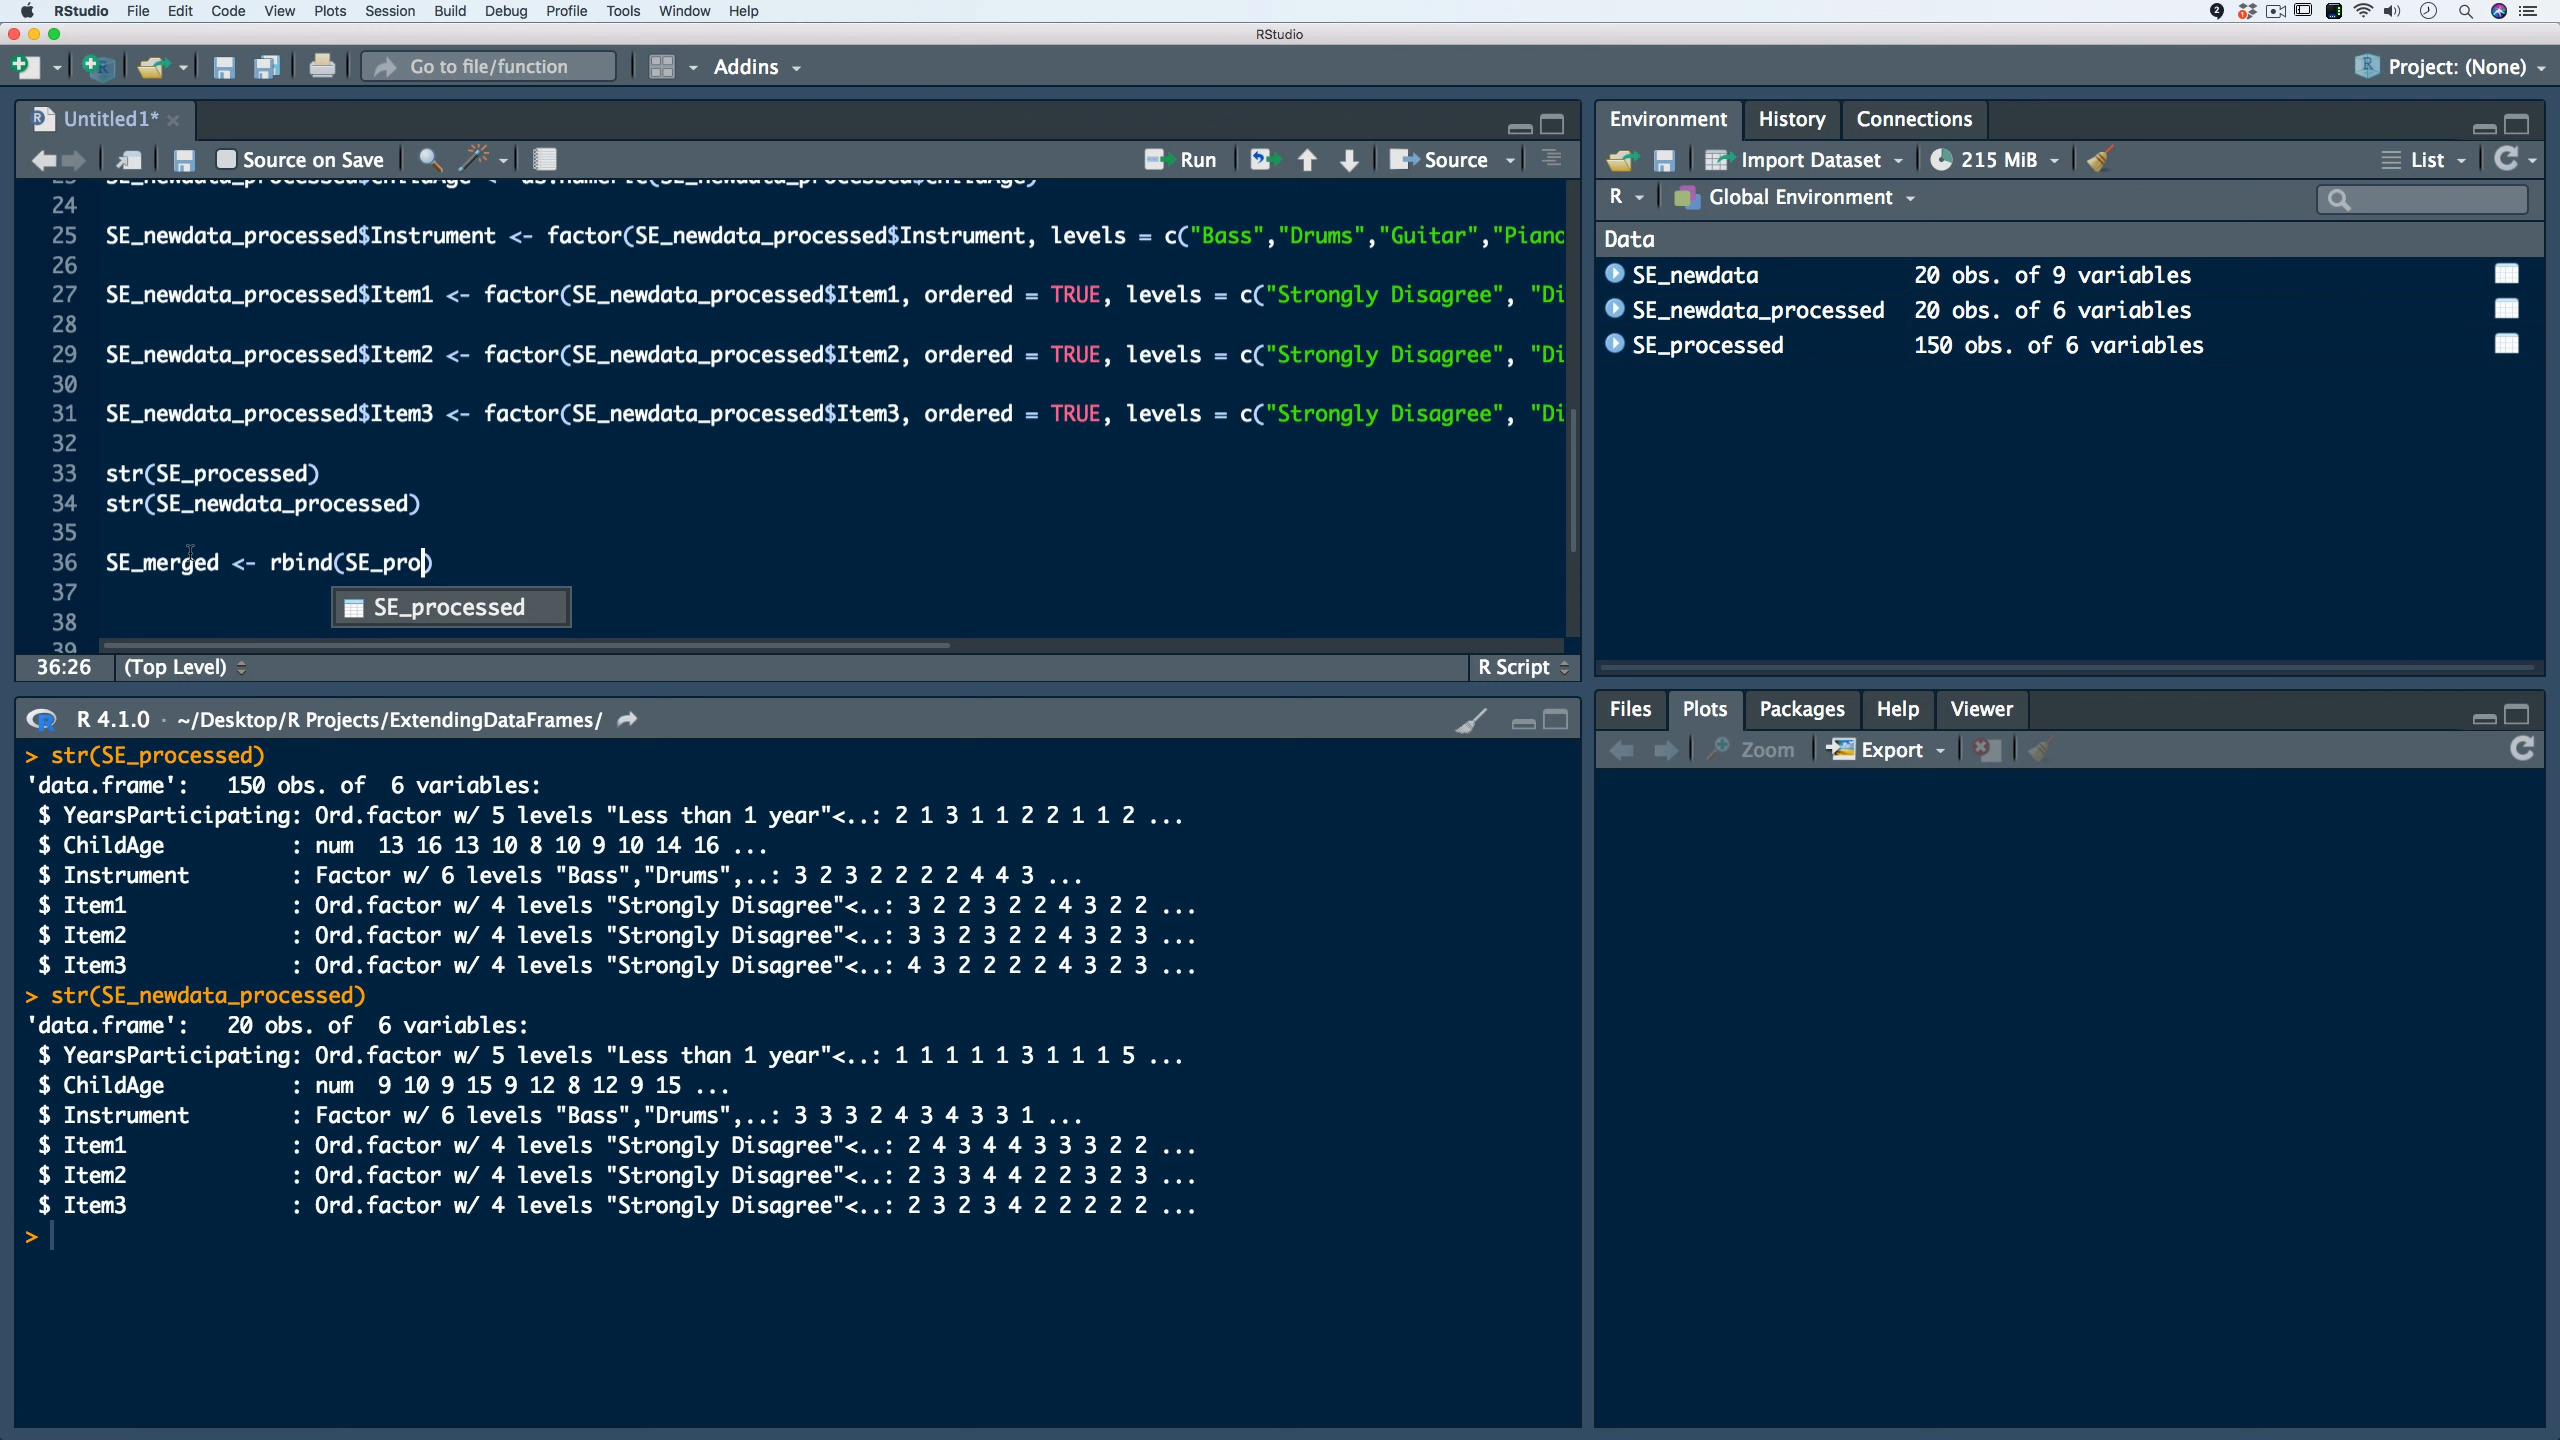 RStudio File Edit Code View Plots Session Build Debug Profile Tools Window Help
RStudio
Go to file/function Addins Project: (None)
Untitled1*
Source on Save Run Source
24
25 SE_newdata_processed$Instrument <- factor(SE_newdata_processed$Instrument, levels = c("Bass","Drums","Guitar","Piano
26
27 SE_newdata_processed$Item1 <- factor(SE_newdata_processed$Item1, ordered = TRUE, levels = c("Strongly Disagree", "Di
28
29 SE_newdata_processed$Item2 <- factor(SE_newdata_processed$Item2, ordered = TRUE, levels = c("Strongly Disagree", "Di
30
31 SE_newdata_processed$Item3 <- factor(SE_newdata_processed$Item3, ordered = TRUE, levels = c("Strongly Disagree", "Di
32
33 str(SE_processed)
34 str(SE_newdata_processed)
35
36 SE_merged <- rbind(SE_pro)
37
SE_processed
38
39
36:26 (Top Level) R Script
R 4.1.0 · ~/Desktop/R Projects/ExtendingDataFrames/
> str(SE_processed)
'data.frame': 150 obs. of 6 variables:
$ YearsParticipating: Ord.factor w/ 5 levels "Less than 1 year"<..: 2 1 3 1 1 2 2 1 1 2 ...
$ ChildAge : num 13 16 13 10 8 10 9 10 14 16 ...
$ Instrument : Factor w/ 6 levels "Bass","Drums",..: 3 2 3 2 2 2 2 4 4 3 ...
$ Item1 : Ord.factor w/ 4 levels "Strongly Disagree"<..: 3 2 2 3 2 2 4 3 2 2 ...
$ Item2 : Ord.factor w/ 4 levels "Strongly Disagree"<..: 3 3 2 3 2 2 4 3 2 3 ...
$ Item3 : Ord.factor w/ 4 levels "Strongly Disagree"<..: 4 3 2 2 2 2 4 3 2 3 ...
> str(SE_newdata_processed)
'data.frame': 20 obs. of 6 variables:
$ YearsParticipating: Ord.factor w/ 5 levels "Less than 1 year"<..: 1 1 1 1 1 3 1 1 1 5 ...
$ ChildAge : num 9 10 9 15 9 12 8 12 9 15 ...
$ Instrument : Factor w/ 6 levels "Bass","Drums",..: 3 3 3 2 4 3 4 3 3 1 ...
$ Item1 : Ord.factor w/ 4 levels "Strongly Disagree"<..: 2 4 3 4 4 3 3 3 2 2 ...
$ Item2 : Ord.factor w/ 4 levels "Strongly Disagree"<..: 2 3 3 4 4 2 2 3 2 3 ...
$ Item3 : Ord.factor w/ 4 levels "Strongly Disagree"<..: 2 3 2 3 4 2 2 2 2 2 ...
>
Environment History Connections
Import Dataset 215 MiB List
R Global Environment
Data
SE_newdata 20 obs. of 9 variables
SE_newdata_processed 20 obs. of 6 variables
SE_processed 150 obs. of 6 variables
Files Plots Packages Help Viewer
Zoom Export